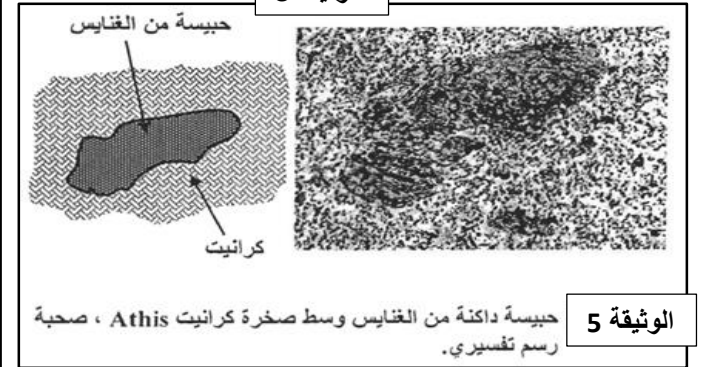 حبيسة من الغنايس
كرانيت
الوثيقة 5
حبيسة داكنة من الغنايس وسط صخرة كرانيت Athis ، صحبة
رسم تفسيري.